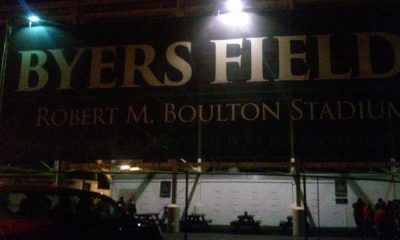 BYERS FIELD
ROBERT M. BOULTON STADIUM